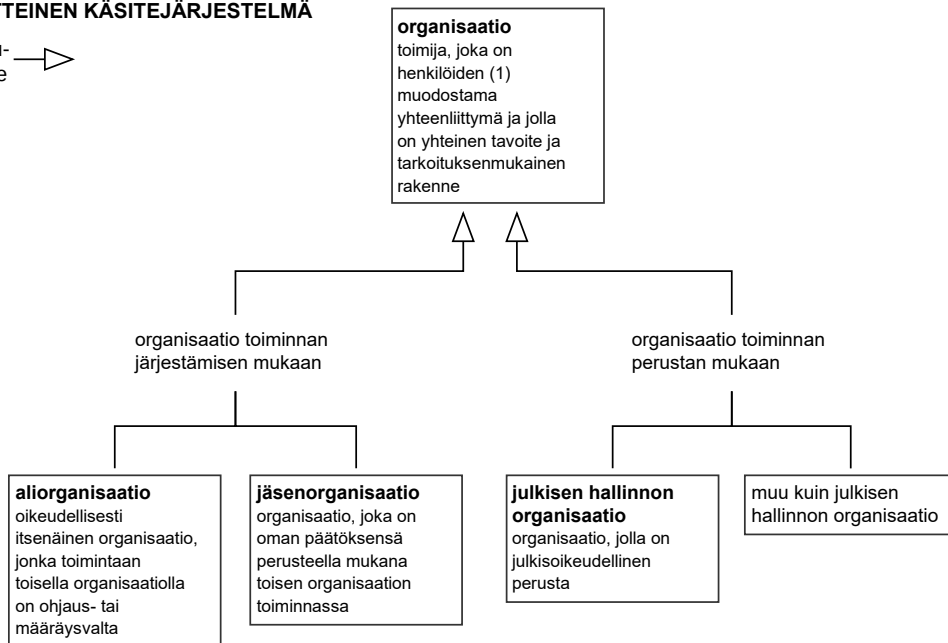 TTEINEN KÄSITEJÄRJESTELMÄ
organisaatio
toimija, joka on
henkilöiden (1)
muodostama
yhteenliittymä ja jolla
on yhteinen tavoite ja
tarkoituksenmukainen
rakenne
organisaatio toiminnan
järjestämisen mukaan
organisaatio toiminnan
perustan mukaan
aliorganisaatio
oikeudellisesti
itsenäinen organisaatio,
jonka toimintaan
toisella organisaatiolla
on ohjaus- tai
määräysvalta
jäsenorganisaatio
organisaatio, joka on
oman päätöksensä
perusteella mukana
toisen organisaation
toiminnassa
julkisen hallinnon
organisaatio
organisaatio, jolla on
julkisoikeudellinen
perusta
muu kuin julkisen
hallinnon organisaatio